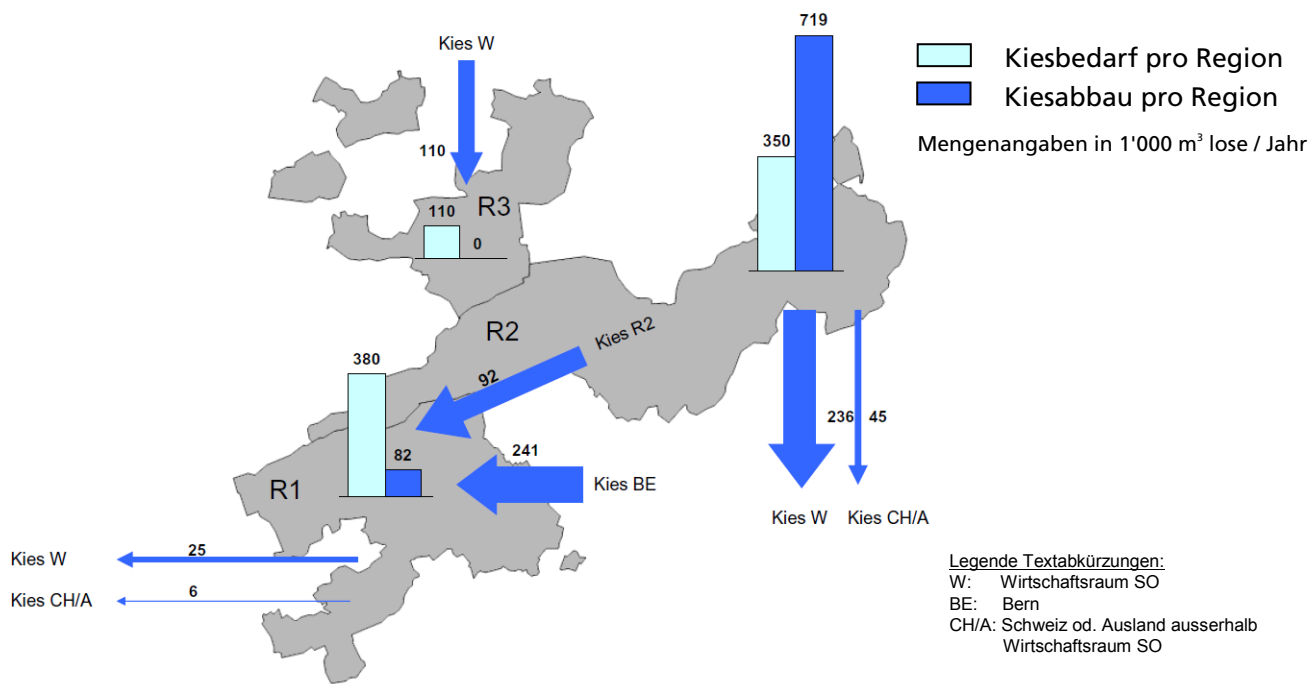 719
Kies W
Kiesbedarf pro Region
Kiesabbau pro Region
Mengenangaben in 1'000 m³ lose / Jahr
350
110
110
R3
0
R2
Kies R2
380
92
82
241
Kies BE
R1
236
45
Kies W
Kies CH/A
Kies W
25
Kies CH/A
6
Legende Textabkürzungen:
W: Wirtschaftsraum SO
BE: Bern
CH/A: Schweiz od. Ausland ausserhalb
Wirtschaftsraum SO